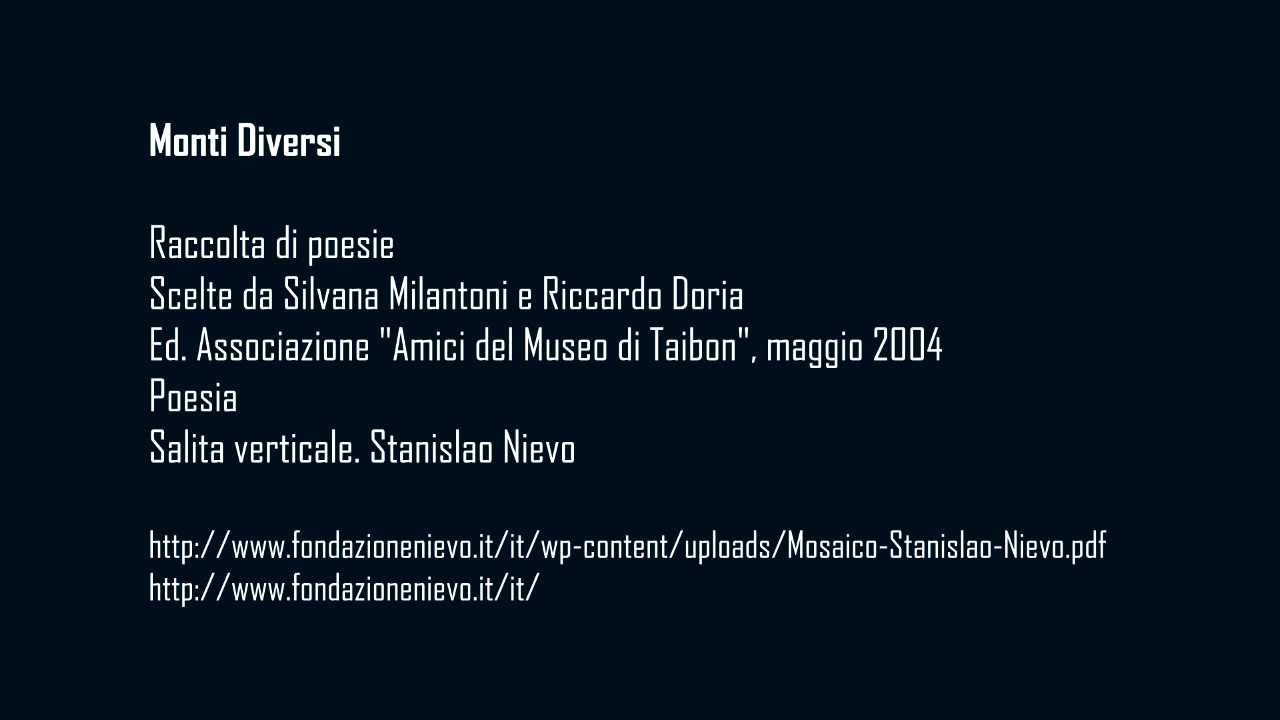 Monti Diversi
Raccolta di poesie
Scelte da Silvana Milantoni e Riccardo Doria
Ed. Associazione "Amici del Museo di Taibon", maggio 2004
Poesia
Salita verticale. Stanislao Nievo
http://www.fondazionenievo.it/it/wp-content/uploads/Mosaico-Stanislao-Nievo.pdf
http://www.fondazionenievo.it/it/